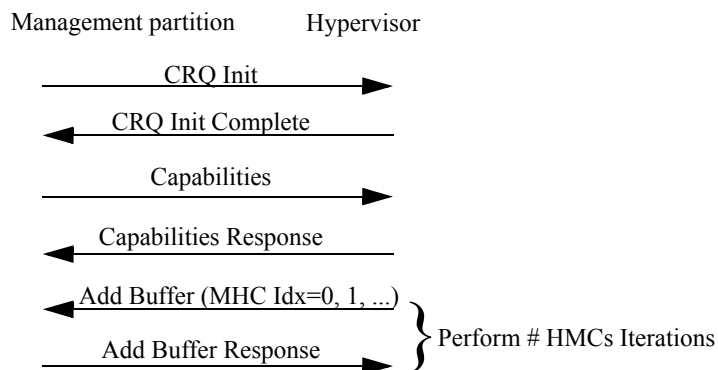 Management partition Hypervisor
CRQ Init
CRQ Init Complete
Capabilities
Capabilities Response
Add Buffer (MHC Idx=0, 1, ...)
Perform # HMCs Iterations
Add Buffer Response